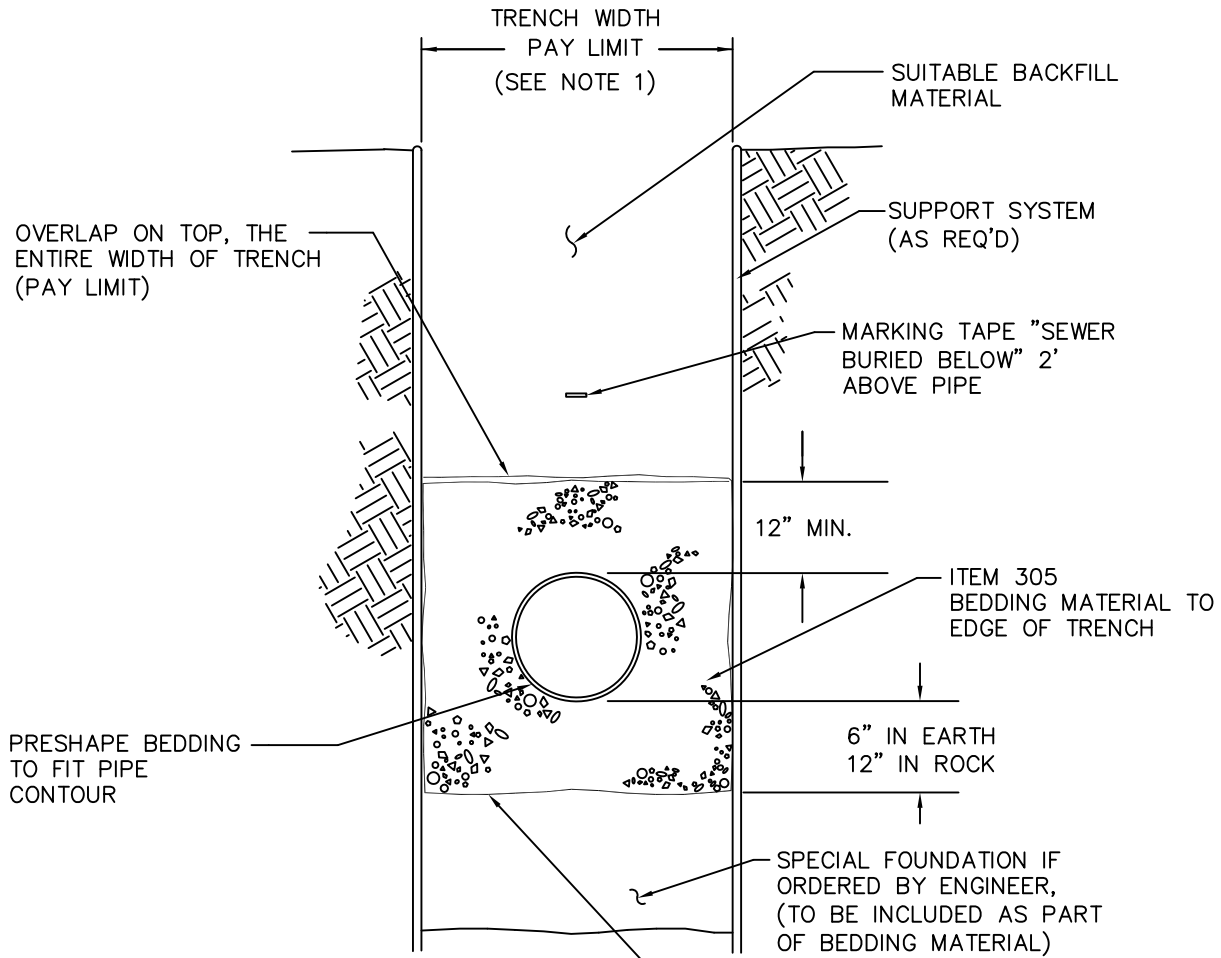 TRENCH WIDTH
PAY LIMIT
(SEE NOTE 1)
SUITABLE BACKFILL
MATERIAL
OVERLAP ON TOP, THE
ENTIRE WIDTH OF TRENCH
(PAY LIMIT)
SUPPORT SYSTEM
(AS REQ'D)
MARKING TAPE "SEWER
BURIED BELOW" 2'
ABOVE PIPE
12" MIN.
ITEM 305
BEDDING MATERIAL TO
EDGE OF TRENCH
PRESHAPE BEDDING
TO FIT PIPE
CONTOUR
6" IN EARTH
12" IN ROCK
SPECIAL FOUNDATION IF
ORDERED BY ENGINEER,
(TO BE INCLUDED AS PART
OF BEDDING MATERIAL)